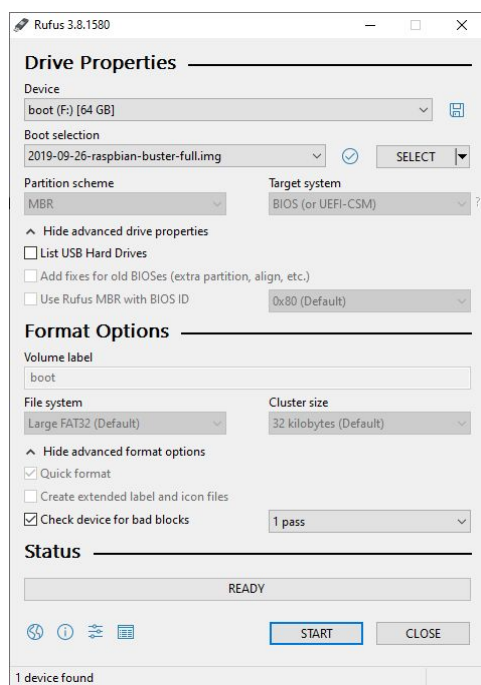 Rufus 3.8.1580
Drive Properties
Device
boot (F:) [64 GB]
Boot selection
2019-09-26-raspbian-buster-full.img
SELECT
Partition scheme Target system
MBR BIOS (or UEFI-CSM) ?
Hide advanced drive properties
List USB Hard Drives
Add fixes for old BIOSes (extra partition, align, etc.)
Use Rufus MBR with BIOS ID 0x80 (Default)
Format Options
Volume label
boot
File system Cluster size
Large FAT32 (Default) 32 kilobytes (Default)
Hide advanced format options
Quick format
Create extended label and icon files
Check device for bad blocks 1 pass
Status
READY
START CLOSE
1 device found